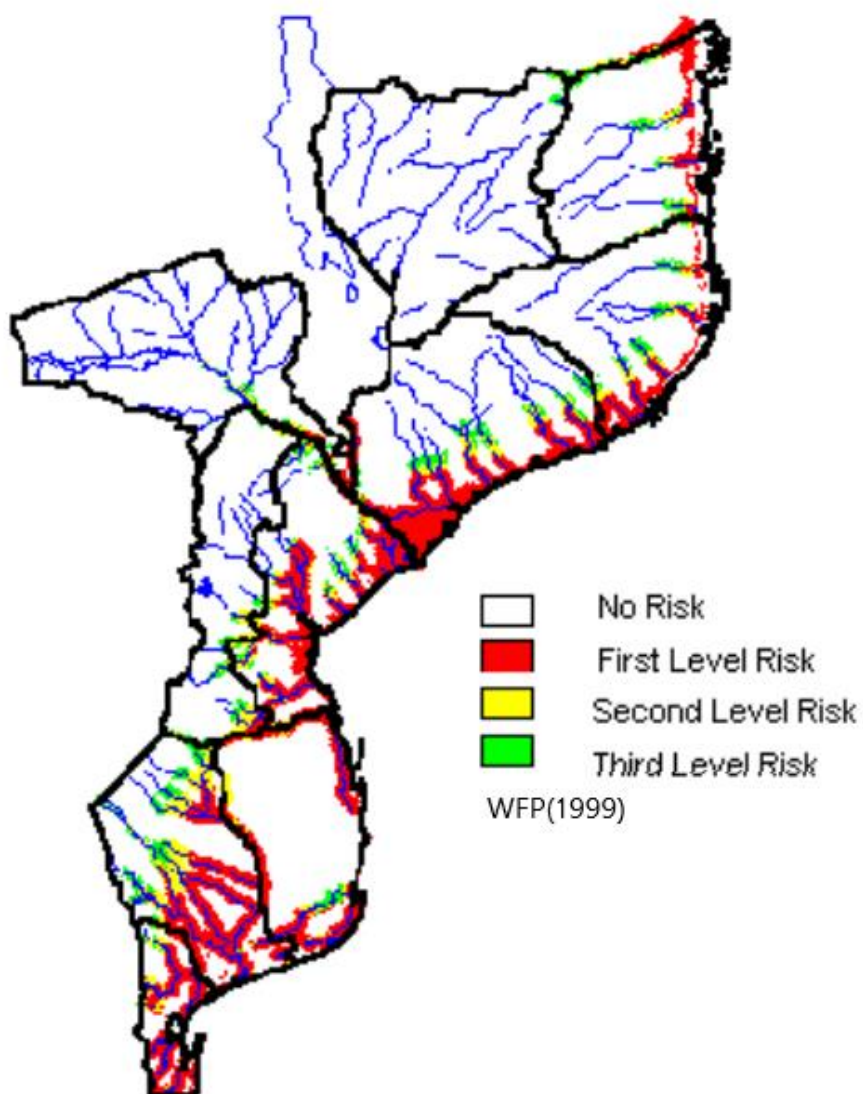 No Risk
First Level Risk
Second Level Risk
Third Level Risk
WFP(1999)